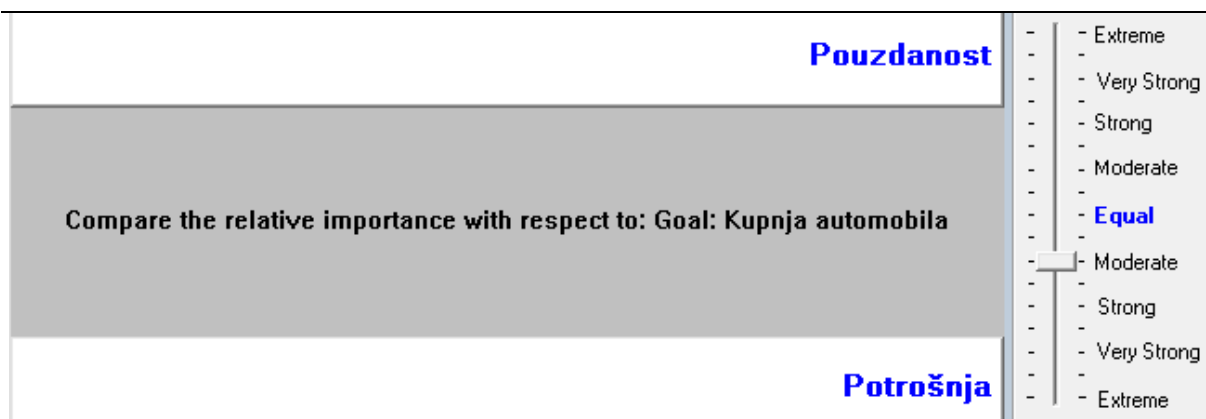 Pouzdanost
Compare the relative importance with respect to: Goal: Kupnja automobila
Potrošnja
Extreme
Very Strong
Strong
Moderate
Equal
Moderate
Strong
Very Strong
Extreme